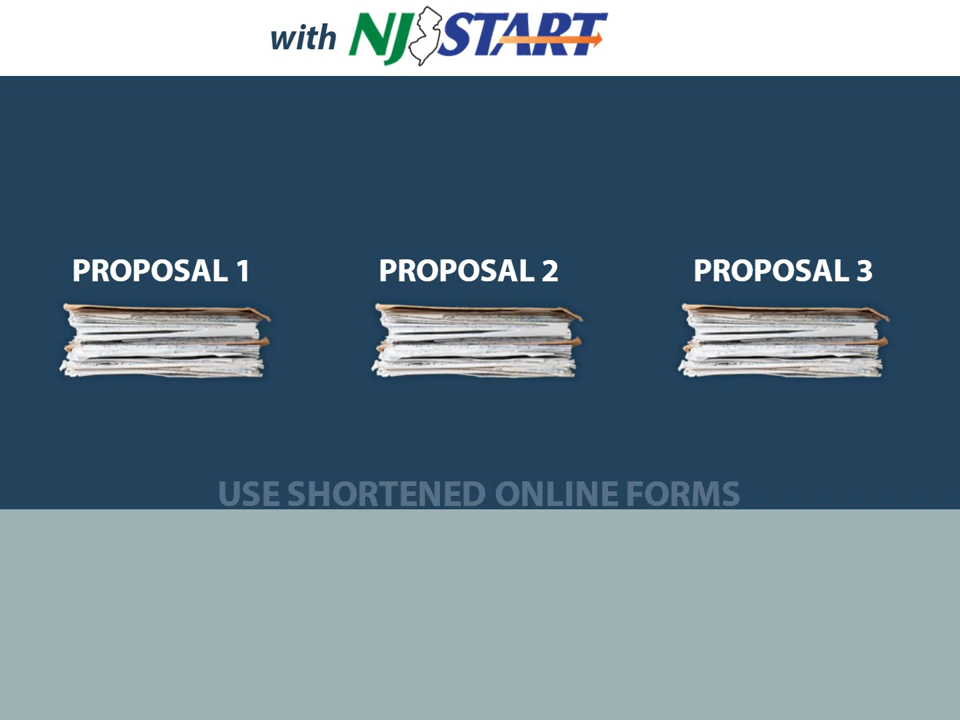 with NJSTART
PROPOSAL 1 PROPOSAL 2 PROPOSAL 3
USE SHORTENED ONLINE FORMS